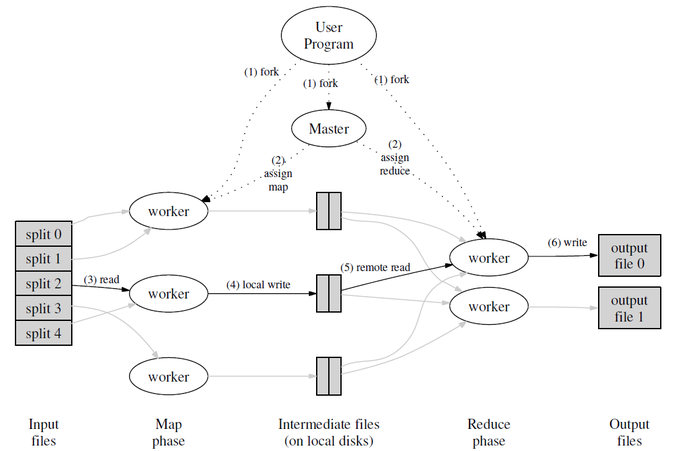 User
Program
(1) fork
(1) fork
(1) fork
Master
(2)
assign
map
(2)
assign
reduce
worker
split 0
split 1
split 2
split 3
split 4
(3) read
worker
(4) local write
(5) remote read
worker
(6) write
output
file 0
worker
output
file 1
worker
Input
files
Map
phase
Intermediate files
(on local disks)
Reduce
phase
Output
files